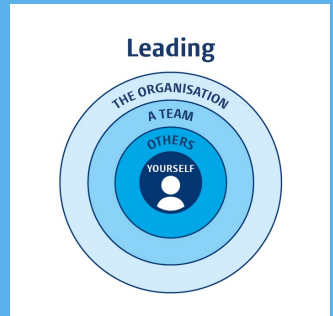 Leading
THE ORGANISATION
A TEAM
OTHERS
YOURSELF